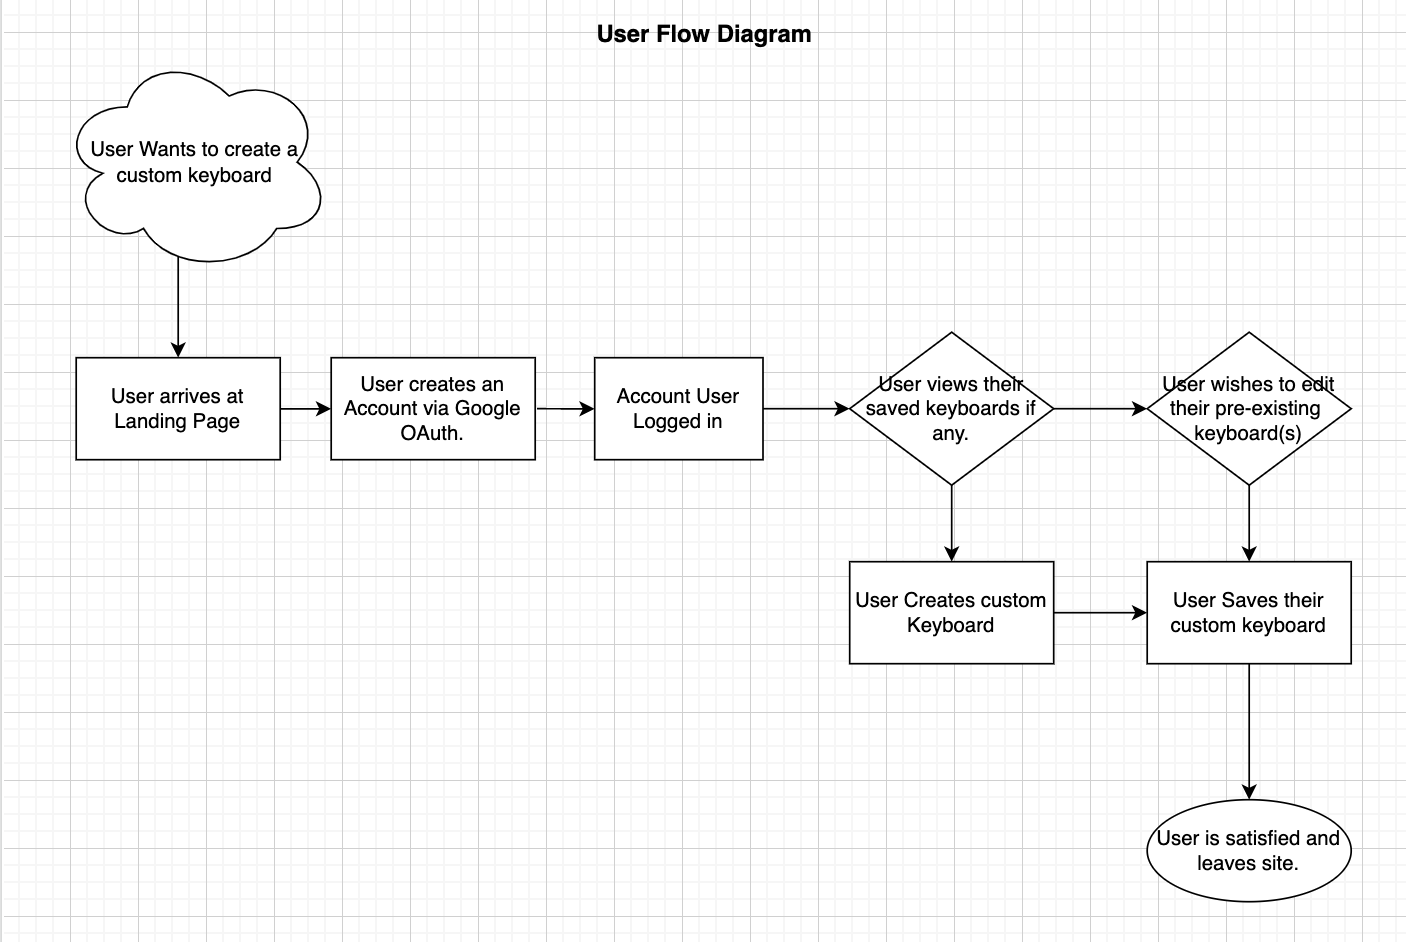 User Flow Diagram
User Wants to create a
custom keyboard
User arrives at
Landing Page
User creates an
Account via Google
OAuth.
Account User
Logged in
User views their
saved keyboards if
any.
User wishes to edit
their pre-existing
keyboard(s)
User Creates custom
Keyboard
User Saves their
custom keyboard
User is satisfied and
leaves site.